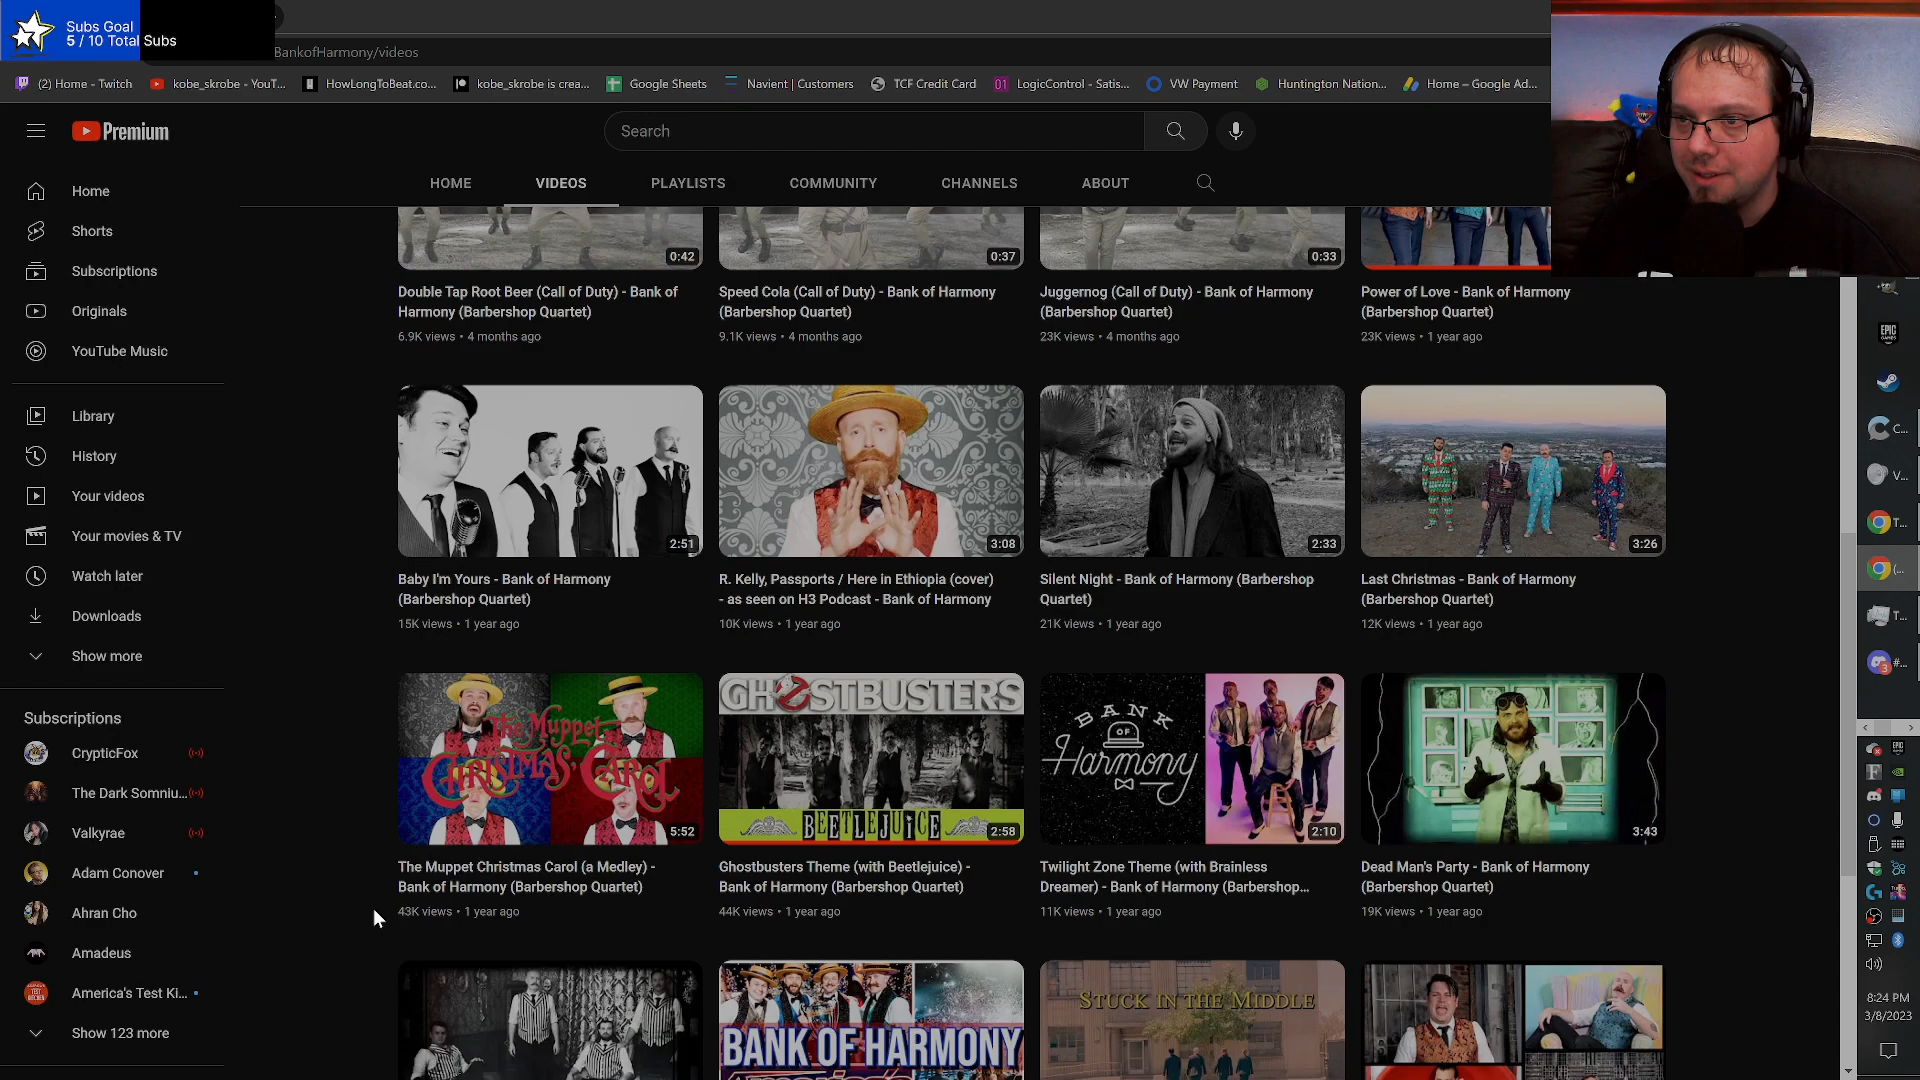 Subs Goal
5 / 10 Total Subs
BankofHarmony/videos
(2) Home - Twitch
kobe_skrobe - YouT...
HowLongToBeat.co...
kobe_skrobe is crea...
Google Sheets
Navient | Customers
TCF Credit Card
01
LogicControl - Satis...
VW Payment
Huntington Nation...
Home – Google Ad...
Premium
Search
HOME
VIDEOS
PLAYLISTS
COMMUNITY
CHANNELS
ABOUT
Home
Shorts
Subscriptions
Originals
YouTube Music
Library
History
Your videos
Your movies & TV
Watch later
Downloads
Show more
Subscriptions
CrypticFox
The Dark Somniu...
Valkyrae
Adam Conover
Ahran Cho
Amadeus
America's Test Ki...
Show 123 more
0:42
Double Tap Root Beer (Call of Duty) - Bank of
Harmony (Barbershop Quartet)
6.9K views • 4 months ago
0:37
Speed Cola (Call of Duty) - Bank of Harmony
(Barbershop Quartet)
9.1K views • 4 months ago
0:33
Juggernog (Call of Duty) - Bank of Harmony
(Barbershop Quartet)
23K views • 4 months ago
Power of Love - Bank of Harmony
(Barbershop Quartet)
23K views • 1 year ago
2:51
Baby I'm Yours - Bank of Harmony
(Barbershop Quartet)
15K views • 1 year ago
3:08
R. Kelly, Passports / Here in Ethiopia (cover)
- as seen on H3 Podcast - Bank of Harmony
10K views • 1 year ago
2:33
Silent Night - Bank of Harmony (Barbershop
Quartet)
21K views • 1 year ago
3:26
Last Christmas - Bank of Harmony
(Barbershop Quartet)
12K views • 1 year ago
The Muppet
CHRISTMAS CAROL
5:52
The Muppet Christmas Carol (a Medley) -
Bank of Harmony (Barbershop Quartet)
43K views • 1 year ago
GHOSTBUSTERS
BEETLEJUICE
2:58
Ghostbusters Theme (with Beetlejuice) -
Bank of Harmony (Barbershop Quartet)
44K views • 1 year ago
BANK
OF
Harmony
2:10
Twilight Zone Theme (with Brainless
Dreamer) - Bank of Harmony (Barbershop...
11K views • 1 year ago
3:43
Dead Man's Party - Bank of Harmony
(Barbershop Quartet)
19K views • 1 year ago
BANK OF HARMONY
STUCK IN THE MIDDLE
EPIC
GAMES
C...
V...
T...
(...
T...
3
#...
8:24 PM
3/8/2023